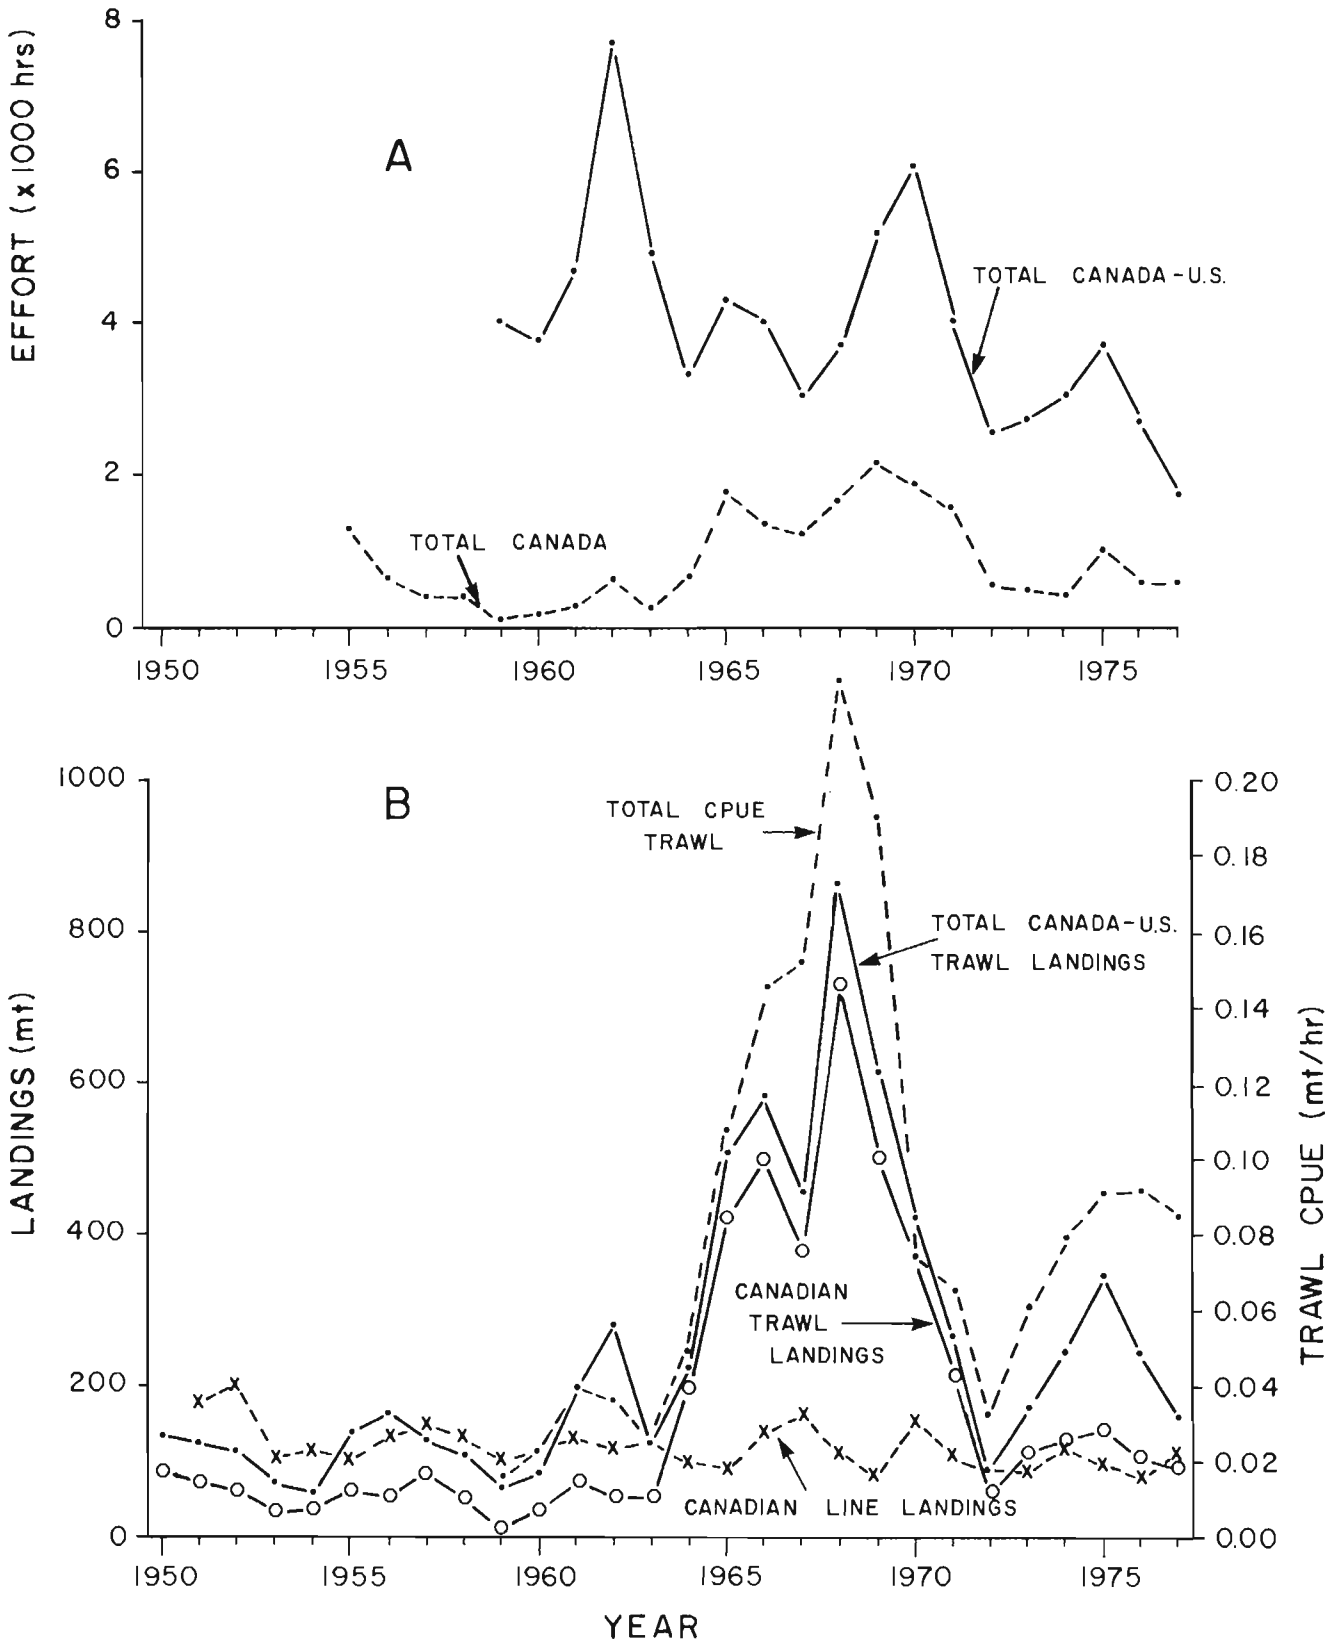 8
6
4
2
0
EFFORT (x1000 hrs)
A
TOTAL CANADA-U.S.
TOTAL CANADA
1950 1955 1960 1965 1970 1975
1000
800
600
400
200
0
LANDINGS (mt)
B
TOTAL CPUE
TRAWL
TOTAL CANADA-U.S.
TRAWL LANDINGS
CANADIAN
TRAWL
LANDINGS
CANADIAN LINE LANDINGS
0.20
0.18
0.16
0.14
0.12
0.10
0.08
0.06
0.04
0.02
0.00
TRAWL CPUE (mt/hr)
1950 1955 1960 1965 1970 1975
YEAR